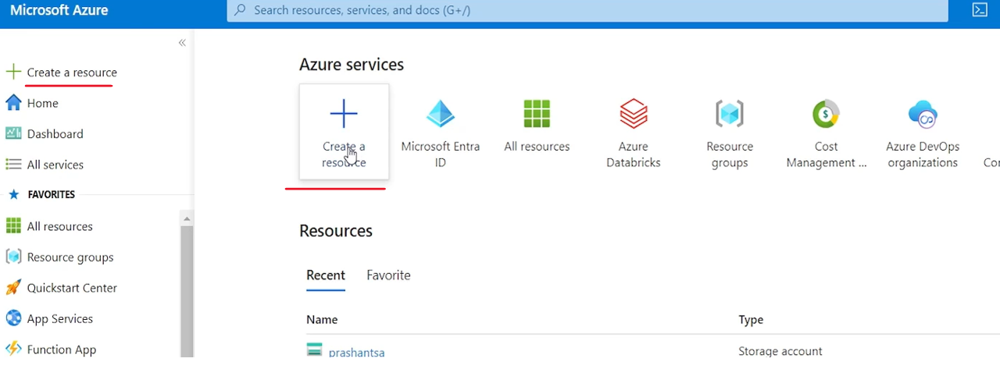 Microsoft Azure
Search resources, services, and docs (G+/)
Create a resource
Home
Dashboard
All services
FAVORITES
All resources
Resource groups
Quickstart Center
App Services
Function App
Azure services
Create a
resource
Microsoft Entra
ID
All resources
Azure
Databricks
Resource
groups
Cost
Management ...
Azure DevOps
organizations
Resources
Recent Favorite
Name Type
prashantsa Storage account